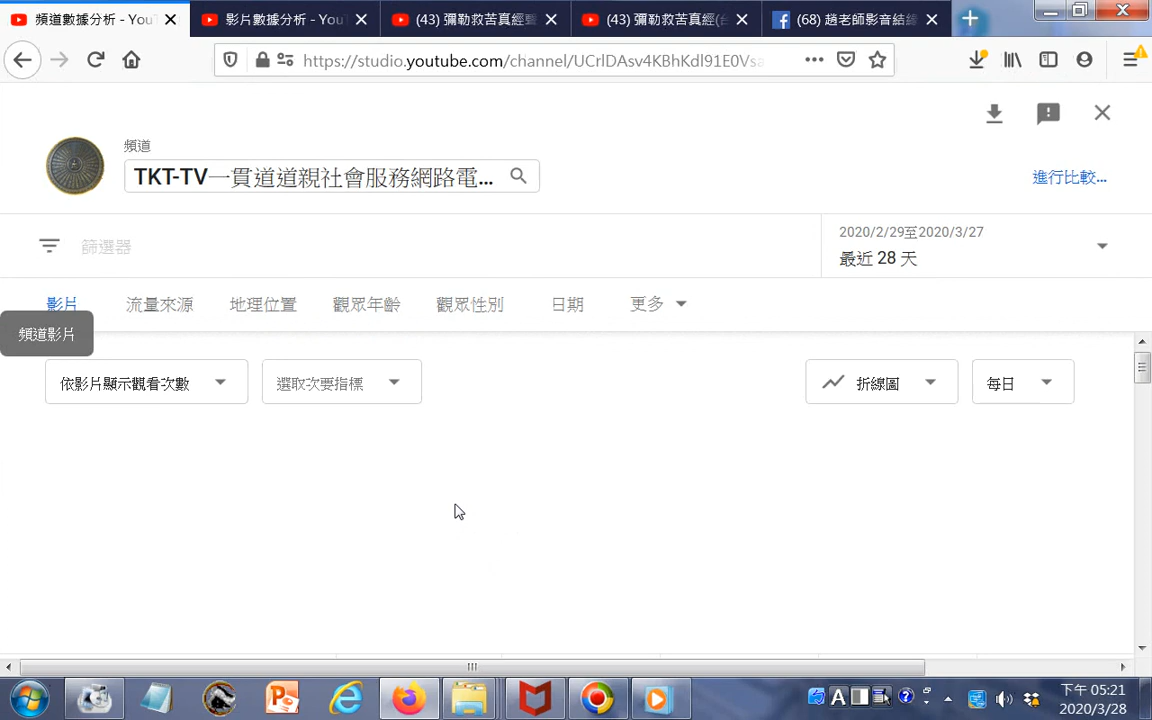 頻道數據分析 - YouT
影片數據分析 - YouT
(43) 彌勒救苦真經
(43) 彌勒救苦真經(台
(68) 趙老師影音結緣
https://studio.youtube.com/channel/UCrlDAsv4KBhKdl91E0Vsa
頻道
TKT-TV一貫道道親社會服務網路電...
進行比較...
篩選器
2020/2/29至2020/3/27
最近 28 天
影片
流量來源
地理位置
觀眾年齡
觀眾性別
日期
更多
頻道影片
依影片顯示觀看次數
選取次要指標
折線圖
每日
A
下午 05:21
2020/3/28